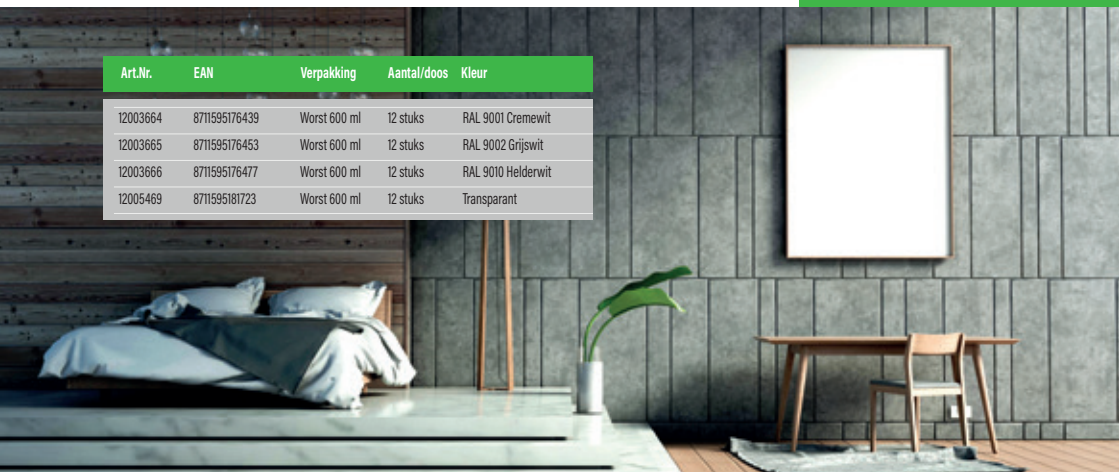 Art.Nr. EAN Verpakking Aantal/doos Kleur
12003664 8711595176439 Worst 600 ml 12 stuks RAL 9001 Cremewit
12003665 8711595176453 Worst 600 ml 12 stuks RAL 9002 Grijswit
12003666 8711595176477 Worst 600 ml 12 stuks RAL 9010 Helderwit
12005469 8711595181723 Worst 600 ml 12 stuks Transparant